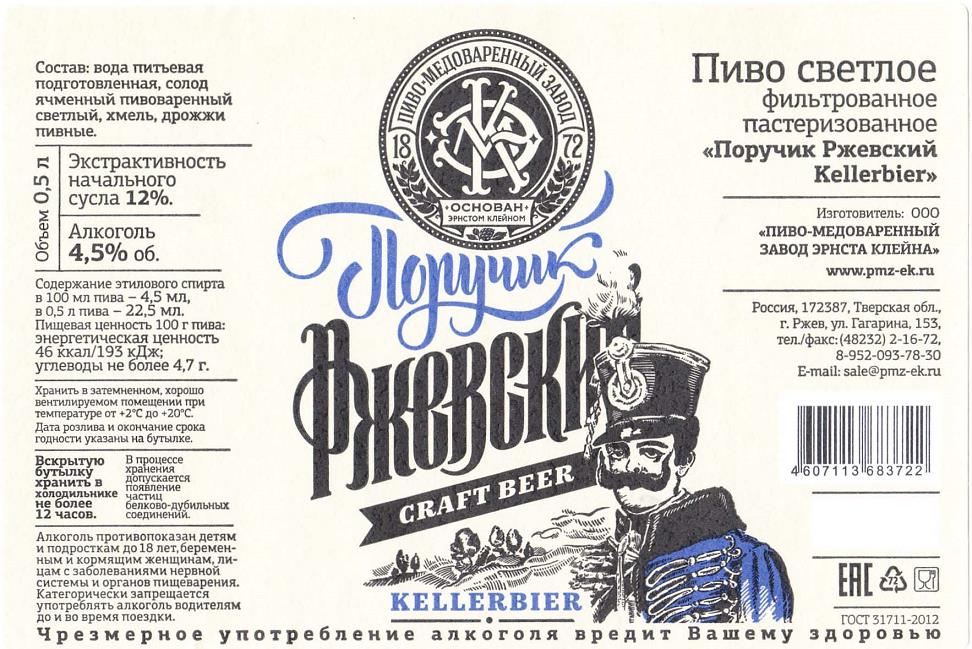 Состав: вода питьевая
подготовленная, солод
ячменный пивоваренный
светлый, хмель, дрожжи
пивные.
Объем 0,5 л
Экстрактивность
начального
сусла 12%.
Алкоголь
4,5% об.
Содержание этилового спирта
в 100 мл пива – 4,5 мл,
в 0,5 л пива – 22,5 мл.
Пищевая ценность 100 г пива:
энергетическая ценность
46 ккал/193 кДж;
углеводы не более 4,7 г.
Хранить в затемненном, хорошо
вентилируемом помещении при
температуре от +2°С до +20°С.
Дата розлива и окончание срока
годности указаны на бутылке.
Вскрытую
бутылку
хранить в
холодильнике
не более
12 часов.
В процессе
хранения
допускается
появление
частиц
белково-дубильных
соединений.
Алкоголь противопоказан детям
и подросткам до 18 лет, беремен-
ным и кормящим женщинам, ли-
цам с заболеваниями нервной
системы и органов пищеварения.
Категорически запрещается
употреблять алкоголь водителям
до и во время поездки.
ПИВО-МЕДОВАРЕННЫЙ ЗАВОД
18 72
ОСНОВАН
ЭРНСТОМ КЛЕЙНОМ
Поручик
Ржевский
CRAFT BEER
KELLERBIER
Пиво светлое
фильтрованное
пастеризованное
«Поручик Ржевский
Kellerbier»
Изготовитель: ООО
«ПИВО-МЕДОВАРЕННЫЙ
ЗАВОД ЭРНСТА КЛЕЙНА»
www.pmz-ek.ru
Россия, 172387, Тверская обл.,
г. Ржев, ул. Гагарина, 153,
тел./факс: (48232) 2-16-72,
8-952-093-78-30
E-mail: sale@pmz-ek.ru
4607113683722
ЕАС
72
ГОСТ 31711-2012
Чрезмерное употребление алкоголя вредит Вашему здоровью